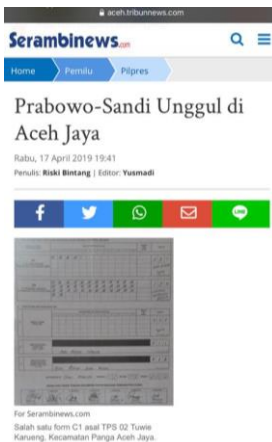 aceh.tribunnews.com
Serambinews.com
Home Pemilu Pilpres
Prabowo-Sandi Unggul di
Aceh Jaya
Rabu, 17 April 2019 19:41
Penulis: Riski Bintang | Editor: Yusmadi
f
LINE
For Serambinews.com
Salah satu form C1 asal TPS 02 Tuwie
Karueng, Kecamatan Panga Aceh Jaya.